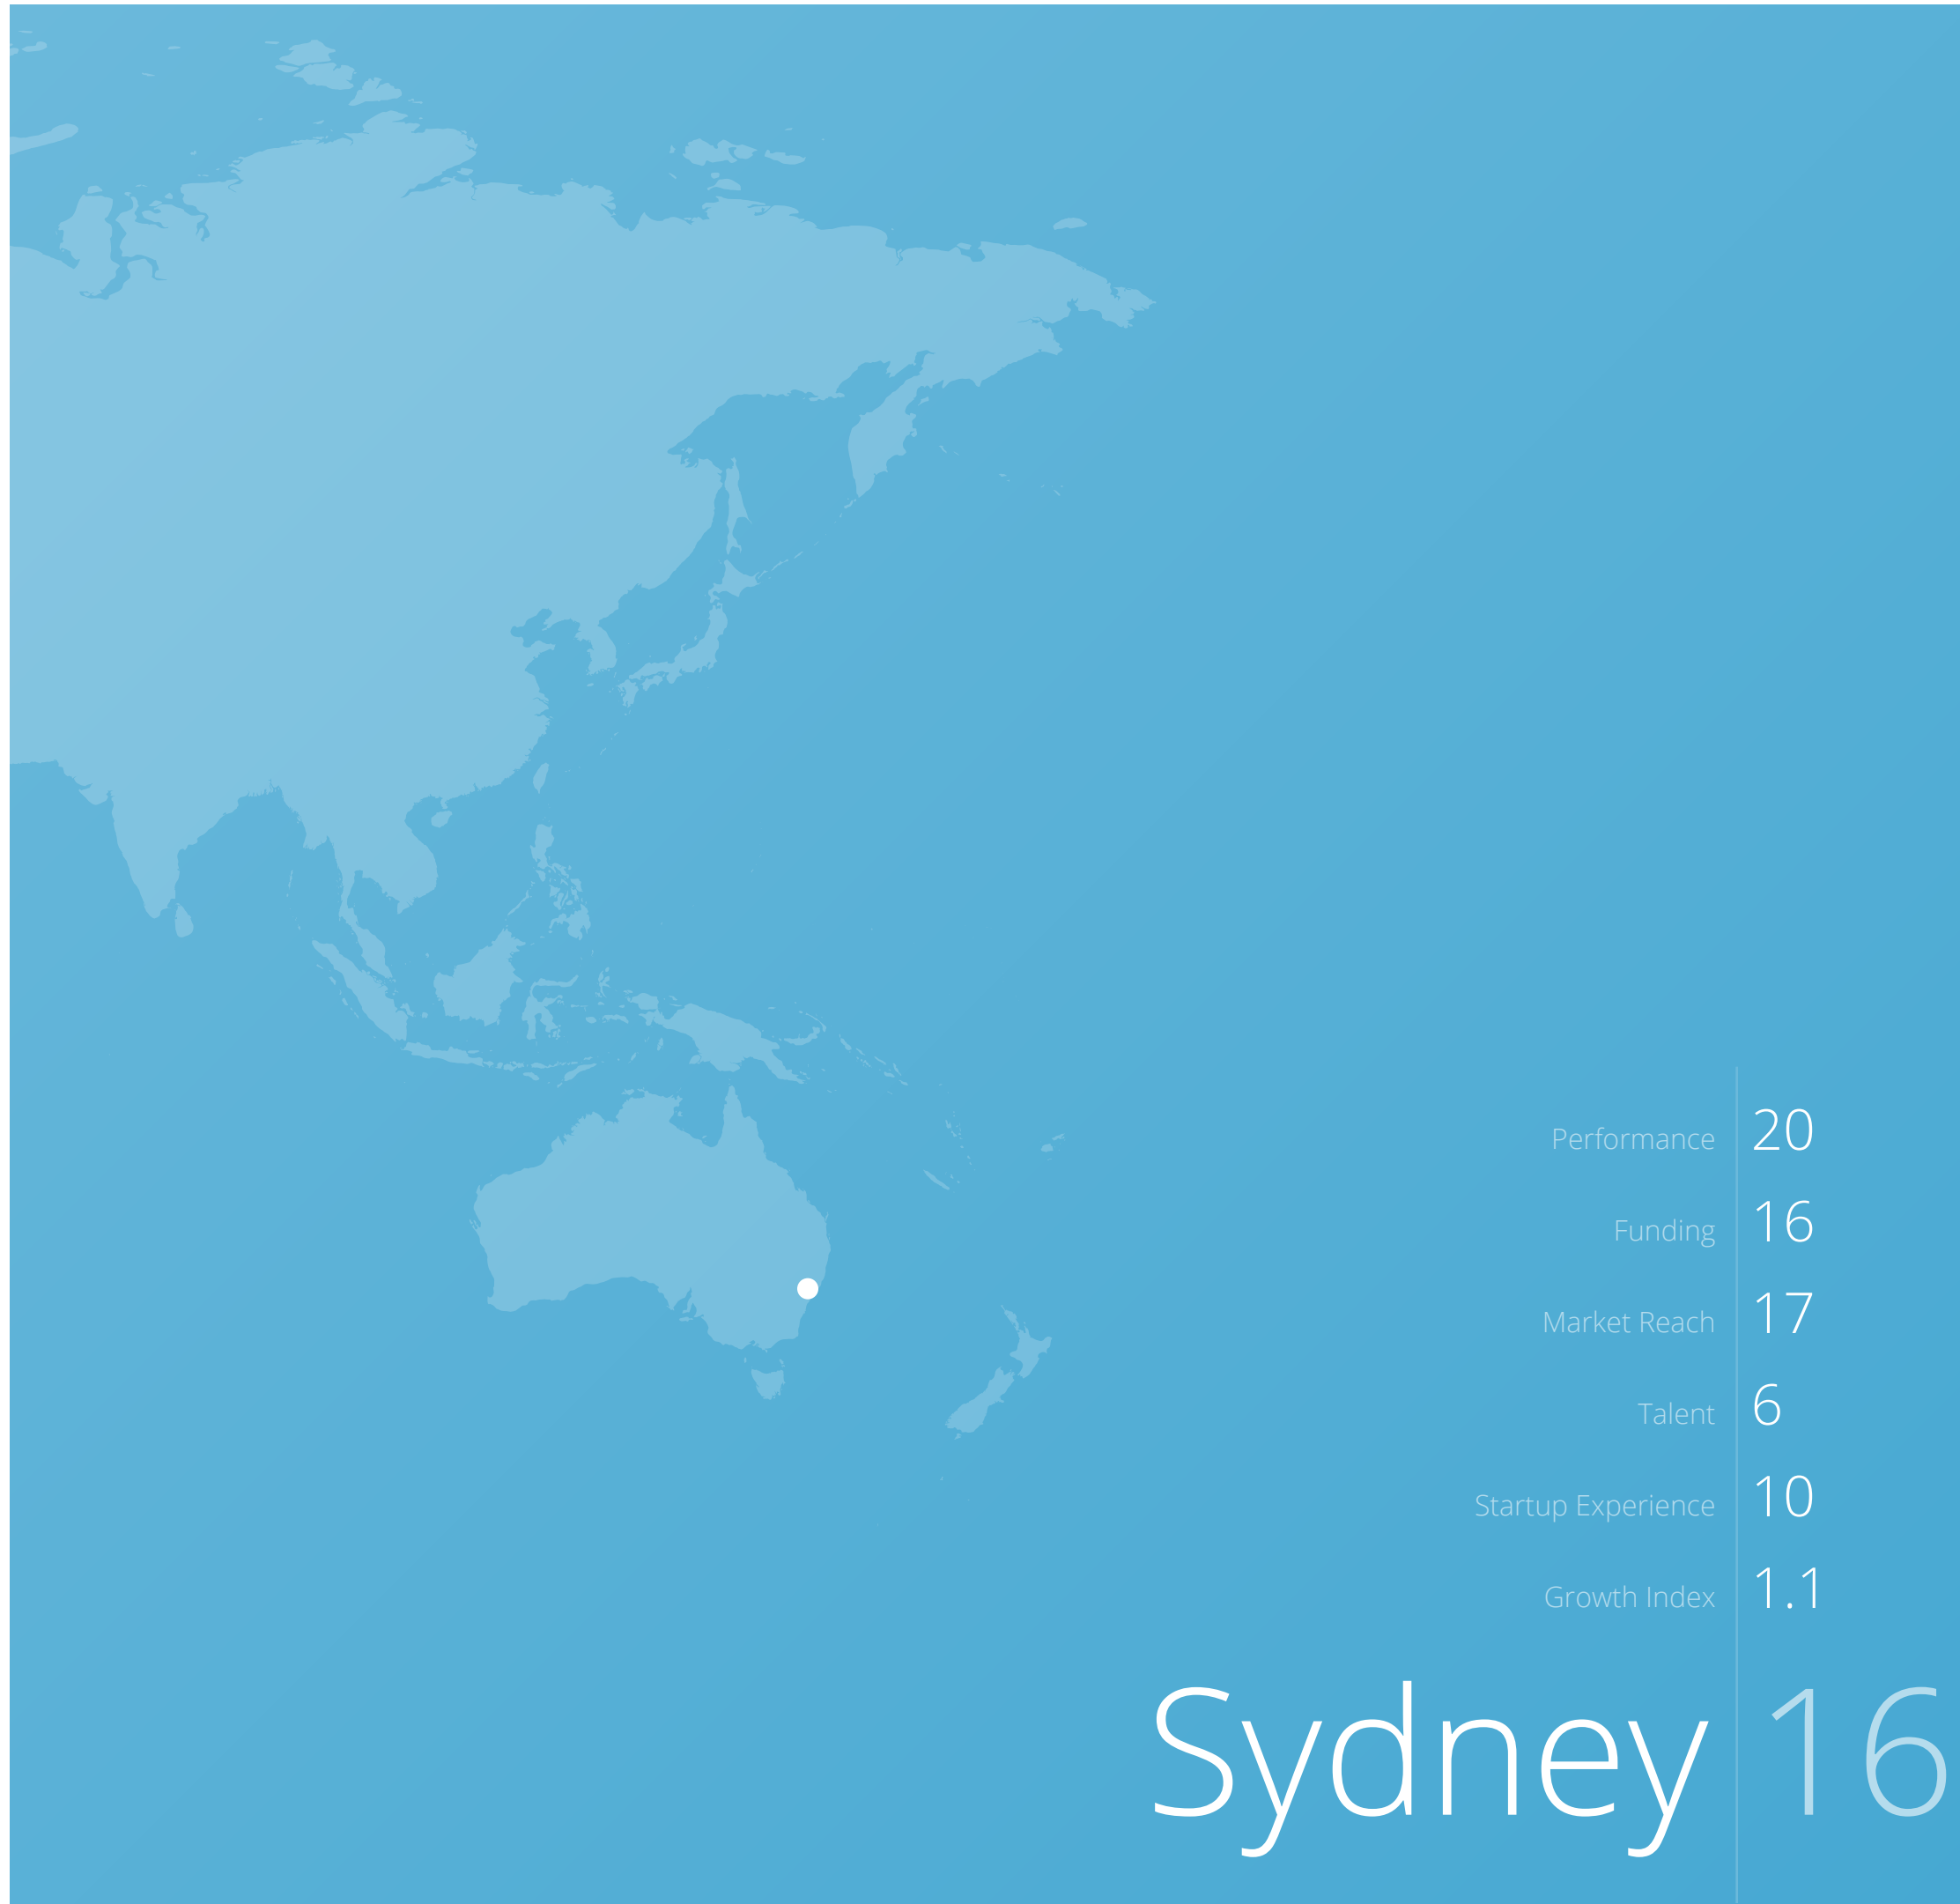 Performance 20
Funding 16
Market Reach 17
Talent 6
Startup Experience 10
Growth Index 1.1
Sydney 16